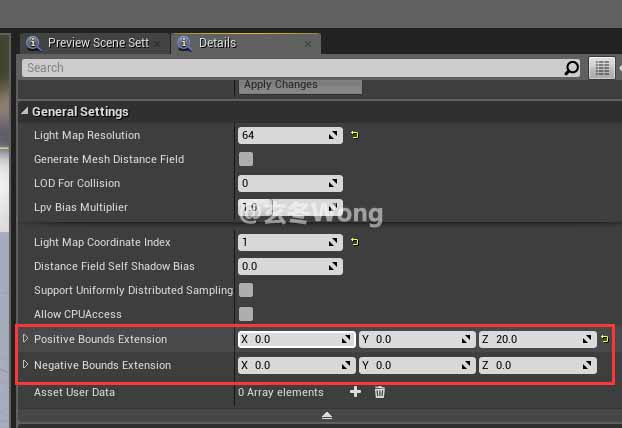 Preview Scene Sett
Details
Search
Apply Changes
General Settings
Light Map Resolution 64
Generate Mesh Distance Field
LOD For Collision 0
Lpv Bias Multiplier 1.0
@玄冬Wong
Light Map Coordinate Index 1
Distance Field Self Shadow Bias 0.0
Support Uniformly Distributed Sampling
Allow CPUAccess
Positive Bounds Extension X 0.0 Y 0.0 Z 20.0
Negative Bounds Extension X 0.0 Y 0.0 Z 0.0
Asset User Data 0 Array elements